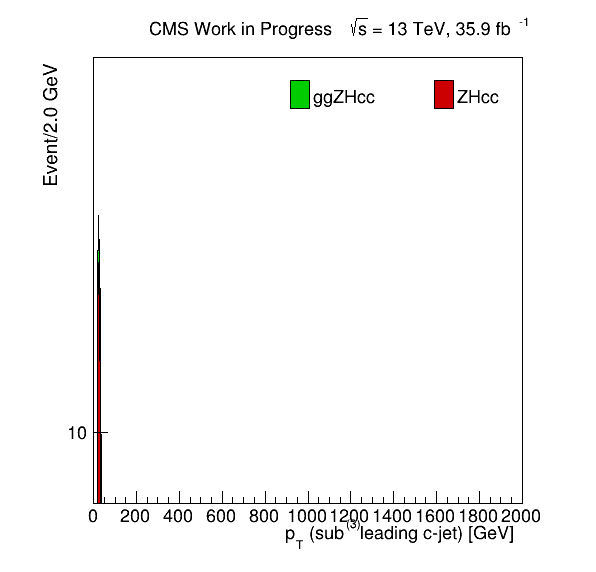 CMS Work in Progress √s = 13 TeV, 35.9 fb⁻¹
Event/2.0 GeV
ggZHcc ZHcc
10
0 200 400 600 800 1000 1200 1400 1600 1800 2000
p_T (sub⁽³⁾leading c-jet) [GeV]